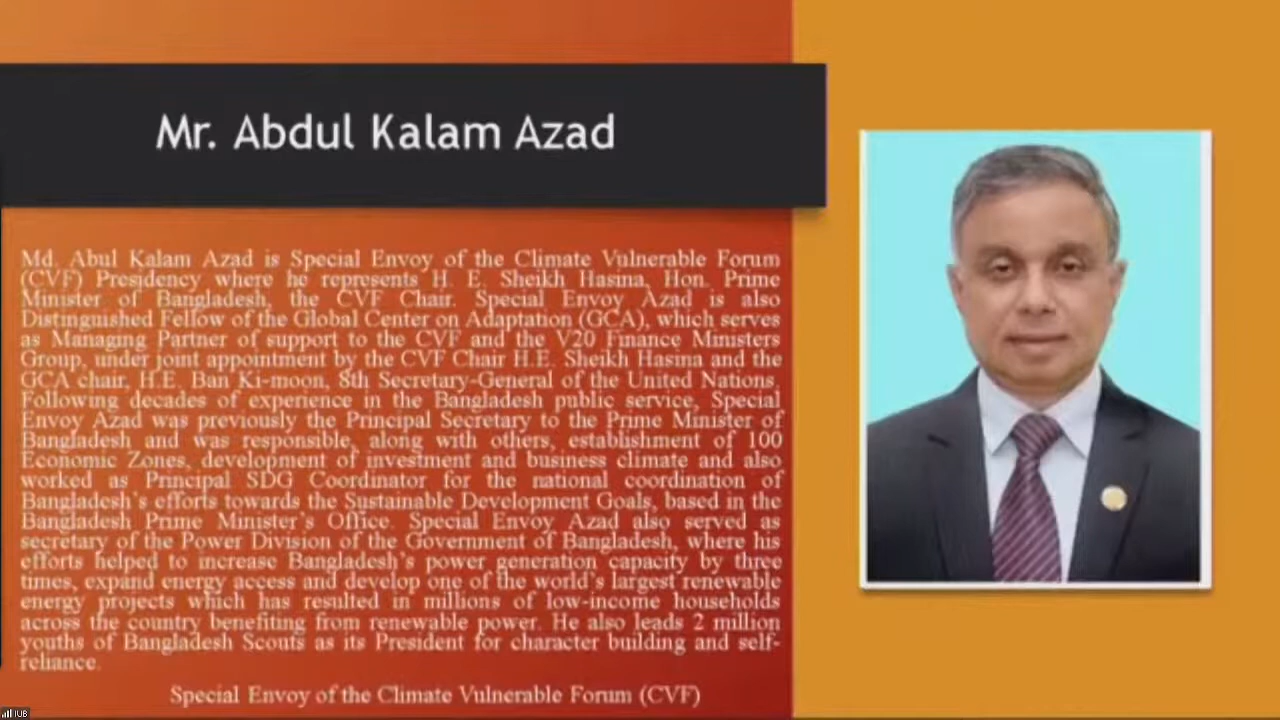 Mr. Abdul Kalam Azad
Md. Abul Kalam Azad is Special Envoy of the Climate Vulnerable Forum
(CVF) Presidency where he represents H. E. Sheikh Hasina, Hon. Prime
Minister of Bangladesh, the CVF Chair. Special Envoy Azad is also
Distinguished Fellow of the Global Center on Adaptation (GCA), which serves
as Managing Partner of support to the CVF and the V20 Finance Ministers
Group, under joint appointment by the CVF Chair H.E. Sheikh Hasina and the
GCA chair, H.E. Ban Ki-moon, 8th Secretary-General of the United Nations.
Following decades of experience in the Bangladesh public service, Special
Envoy Azad was previously the Principal Secretary to the Prime Minister of
Bangladesh and was responsible, along with others, establishment of 100
Economic Zones, development of investment and business climate and also
worked as Principal SDG Coordinator for the national coordination of
Bangladesh's efforts towards the Sustainable Development Goals, based in the
Bangladesh Prime Minister's Office. Special Envoy Azad also served as
secretary of the Power Division of the Government of Bangladesh, where his
efforts helped to increase Bangladesh's power generation capacity by three
times, expand energy access and develop one of the world's largest renewable
energy projects which has resulted in millions of low-income households
across the country benefiting from renewable power. He also leads 2 million
youths of Bangladesh Scouts as its President for character building and self-
reliance.
Special Envoy of the Climate Vulnerable Forum (CVF)
IUB